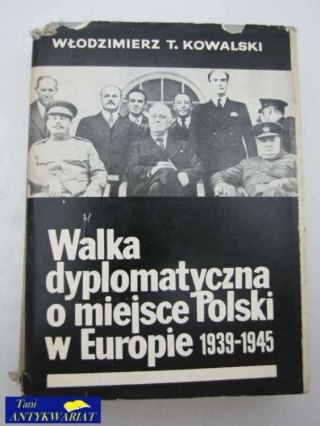 WŁODZIMIERZ T. KOWALSKI
Walka
dyplomatyczna
o miejsce Polski
w Europie 1939-1945
Tani
ANTYKWARIAT